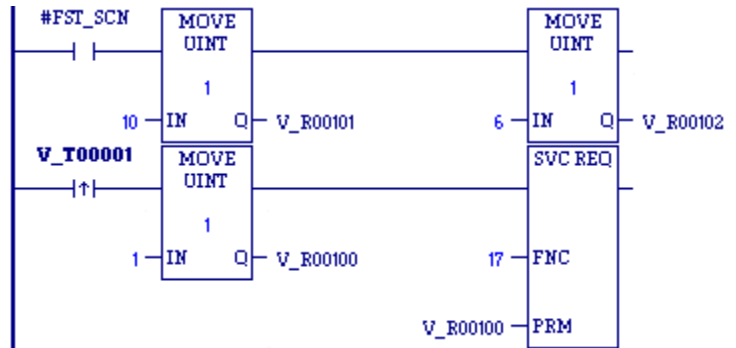 #FST_SCN
MOVE UINT
MOVE UINT
1
1
10 IN Q V_R00101
6 IN Q V_R00102
V_T00001
MOVE UINT
SVC REQ
1
1 IN Q V_R00100
17 FNC
V_R00100 PRM